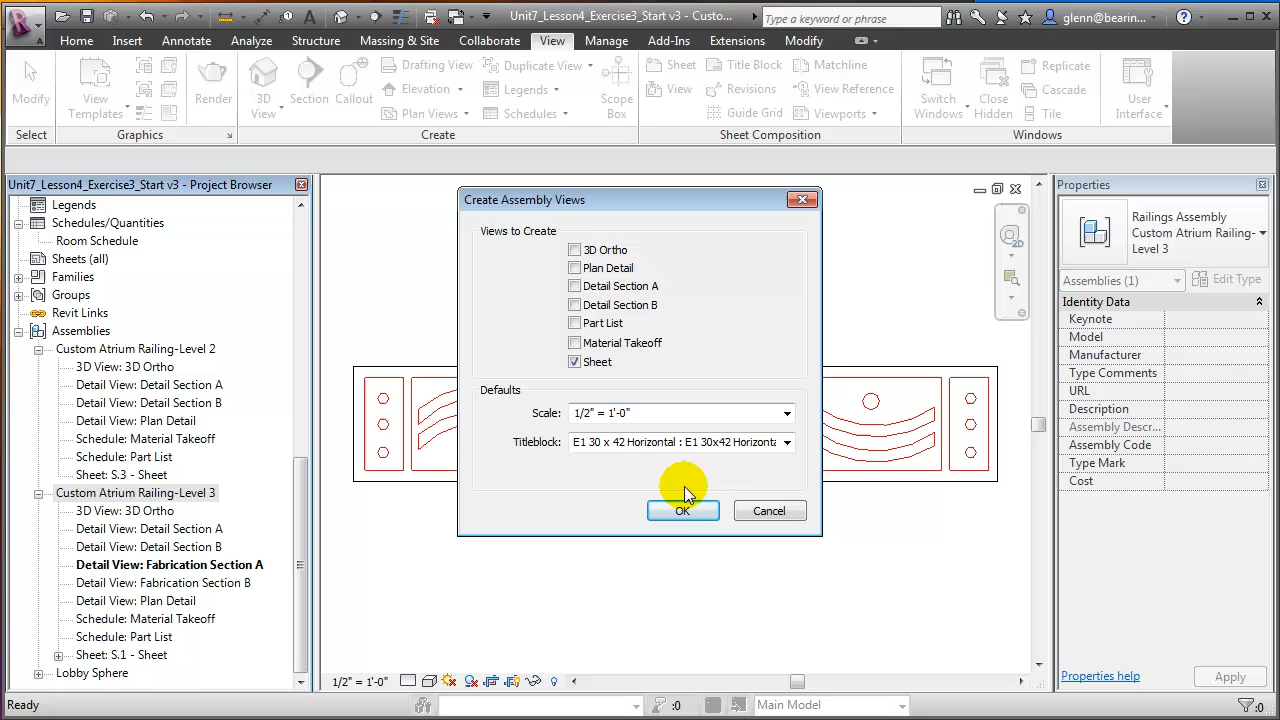 Unit7_Lesson4_Exercise3_Start v3 - Custo...
Type a keyword or phrase
glenn@bearin...
Home Insert Annotate Analyze Structure Massing & Site Collaborate View Manage Add-Ins Extensions Modify
Modify
View Templates
Render
3D View
Section
Callout
Drafting View
Elevation
Plan Views
Duplicate View
Legends
Schedules
Scope Box
Sheet
View
Title Block
Revisions
Guide Grid
Matchline
View Reference
Viewports
Switch Windows
Close Hidden
Replicate
Cascade
Tile
User Interface
Select Graphics Create Sheet Composition Windows
Unit7_Lesson4_Exercise3_Start v3 - Project Browser
Legends
Schedules/Quantities
Room Schedule
Sheets (all)
Families
Groups
Revit Links
Assemblies
Custom Atrium Railing-Level 2
3D View: 3D Ortho
Detail View: Detail Section A
Detail View: Detail Section B
Detail View: Plan Detail
Schedule: Material Takeoff
Schedule: Part List
Sheet: S.3 - Sheet
Custom Atrium Railing-Level 3
3D View: 3D Ortho
Detail View: Detail Section A
Detail View: Detail Section B
Detail View: Fabrication Section A
Detail View: Fabrication Section B
Detail View: Plan Detail
Schedule: Material Takeoff
Schedule: Part List
Sheet: S.1 - Sheet
Lobby Sphere
Create Assembly Views
Views to Create
3D Ortho
Plan Detail
Detail Section A
Detail Section B
Part List
Material Takeoff
Sheet
Defaults
Scale: 1/2" = 1'-0"
Titleblock: E1 30 x 42 Horizontal : E1 30x42 Horizonta
OK Cancel
2D
Properties
Railings Assembly
Custom Atrium Railing-
Level 3
Assemblies (1) Edit Type
Identity Data
Keynote
Model
Manufacturer
Type Comments
URL
Description
Assembly Descr...
Assembly Code
Type Mark
Cost
Properties help Apply
1/2" = 1'-0"
Ready
:0
Main Model
:0